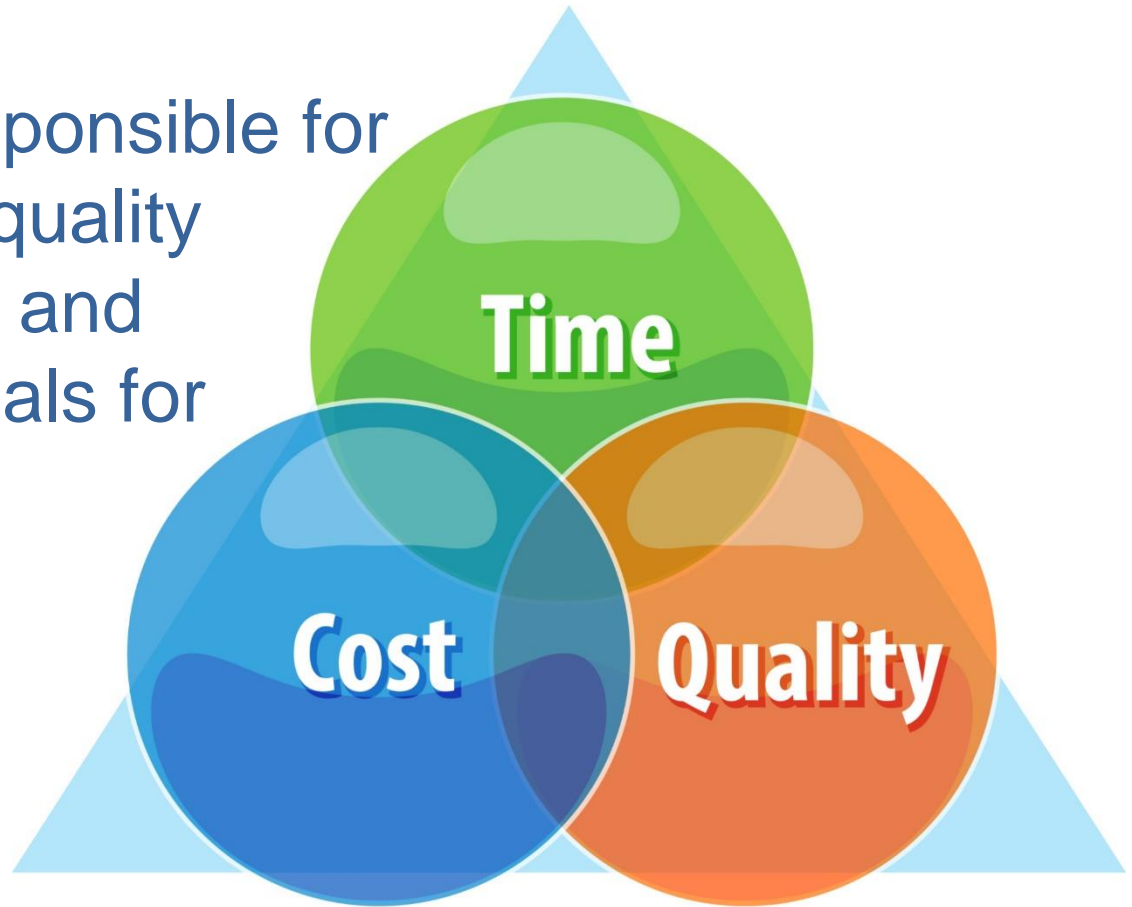 ponsible for
quality
and
als for
Time
Cost
Quality